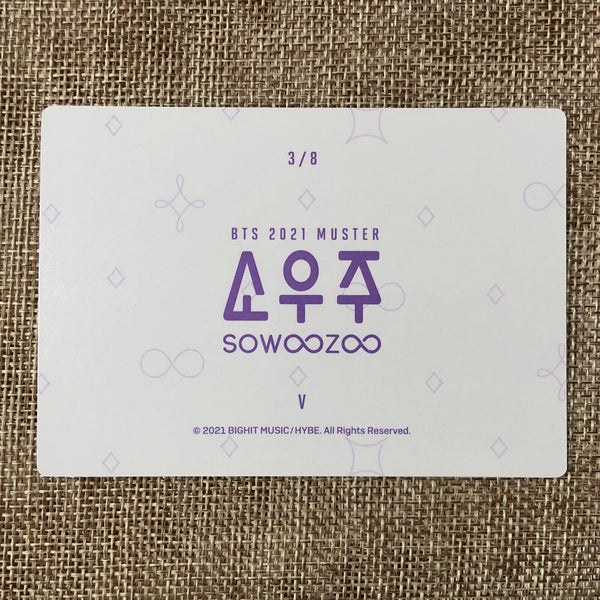 3/8
BTS 2021 MUSTER
소우주
SOWOOZOO
V
© 2021 BIGHIT MUSIC/HYBE. All Rights Reserved.